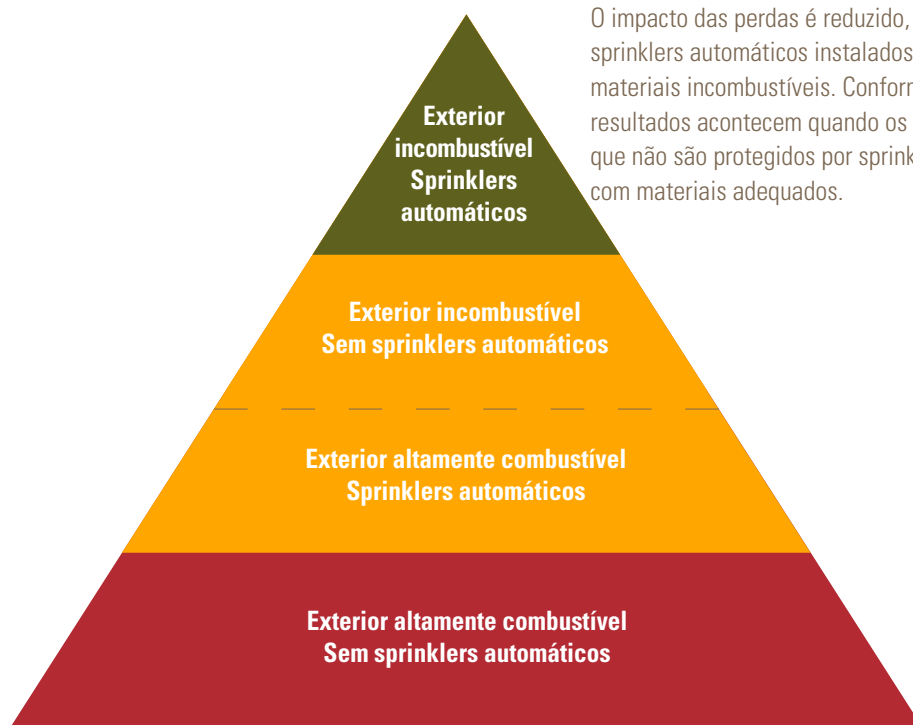 O impacto das perdas é reduzido,
sprinklers automáticos instalados
materiais incombustíveis. Conforn
resultados acontecem quando os
que não são protegidos por sprink
com materiais adequados.
Exterior
incombustível
Sprinklers
automáticos
Exterior incombustível
Sem sprinklers automáticos
Exterior altamente combustível
Sprinklers automáticos
Exterior altamente combustível
Sem sprinklers automáticos